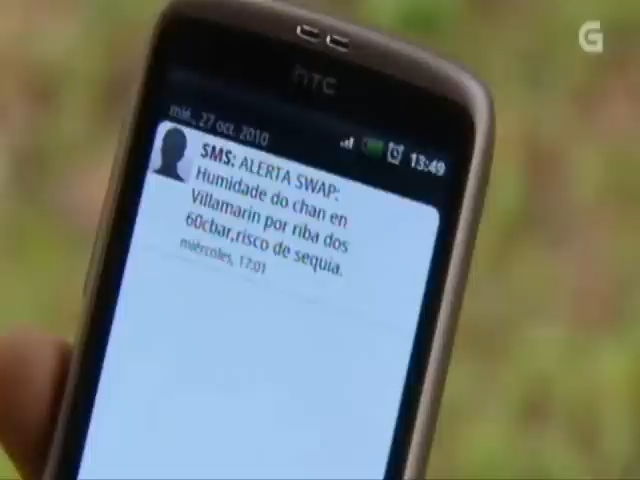 G
hTC
mié., 27 oct. 2010
13:49
SMS: ALERTA SWAP:
Humidade do chan en
Villamarin por riba dos
60cbar,risco de sequia.
miércoles, 17:01